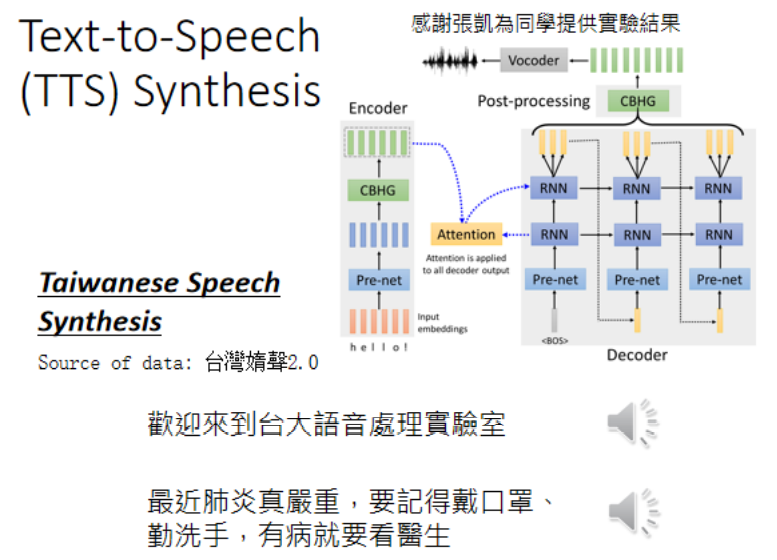 Text-to-Speech
(TTS) Synthesis
感謝張凱為同學提供實驗結果
Vocoder
Post-processing
CBHG
Encoder
CBHG
Pre-net
Input
embeddings
h e l l o !
Attention
Attention is applied
to all decoder output
RNN
RNN
RNN
RNN
RNN
RNN
Pre-net
Pre-net
Pre-net
<BOS>
Decoder
Taiwanese Speech
Synthesis
Source of data: 台灣媠聲2.0
歡迎來到台大語音處理實驗室
最近肺炎真嚴重，要記得戴口罩、
勤洗手，有病就要看醫生